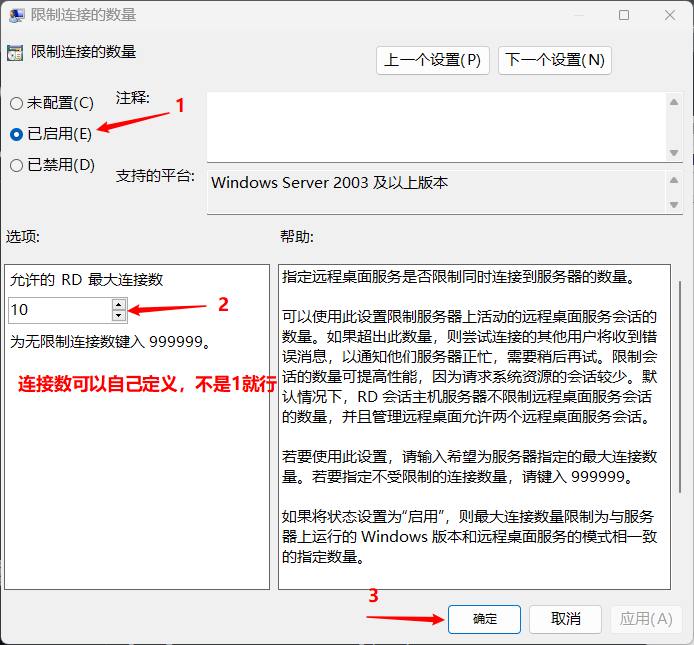 限制连接的数量
限制连接的数量
上一个设置(P)
下一个设置(N)
未配置(C)
注释:
1
已启用(E)
已禁用(D)
支持的平台:
Windows Server 2003 及以上版本
选项:
帮助:
允许的 RD 最大连接数
10
2
为无限制连接数键入 999999。
连接数可以自己定义，不是1就行
指定远程桌面服务是否限制同时连接到服务器的数量。
可以使用此设置限制服务器上活动的远程桌面服务会话的
数量。如果超出此数量，则尝试连接的其他用户将收到错
误消息，以通知他们服务器正忙，需要稍后再试。限制会
话的数量可提高性能，因为请求系统资源的会话较少。默
认情况下，RD 会话主机服务器不限制远程桌面服务会话
的数量，并且管理远程桌面允许两个远程桌面服务会话。
若要使用此设置，请输入希望为服务器指定的最大连接数
量。若要指定不受限制的连接数量，请键入 999999。
如果将状态设置为“启用”，则最大连接数量限制为与服务
器上运行的 Windows 版本和远程桌面服务的模式相一致
的指定数量。
3
确定
取消
应用(A)